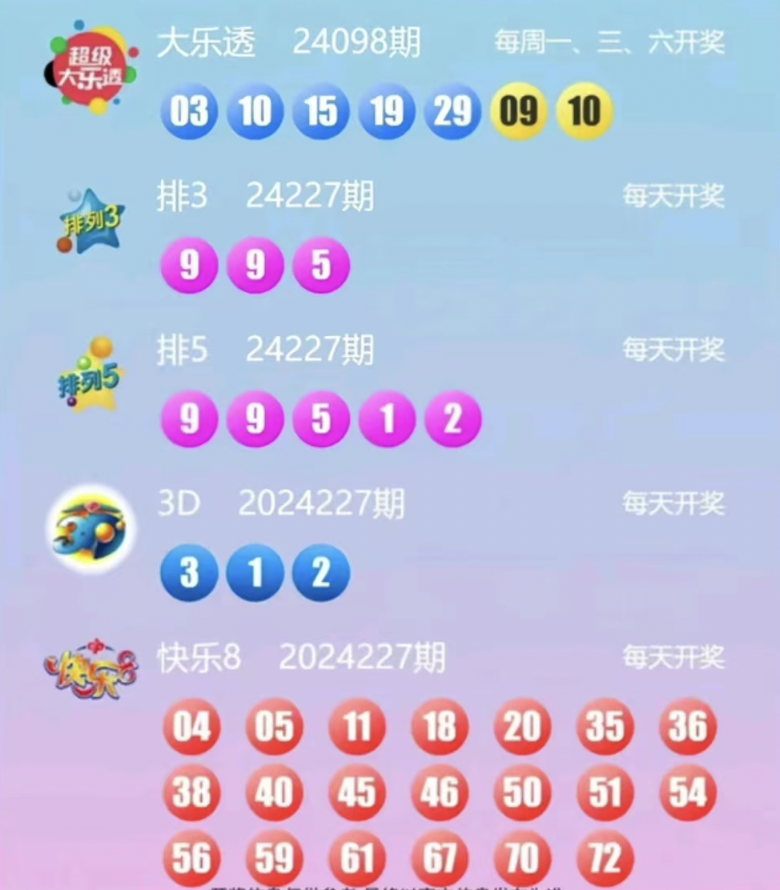 超级
大乐透
大乐透 24098期 每周一、三、六开奖
03 10 15 19 29 09 10
排列3
排3 24227期 每天开奖
9 9 5
排列5
排5 24227期 每天开奖
9 9 5 1 2
3D 2024227期 每天开奖
3 1 2
快乐8
快乐8 2024227期 每天开奖
04 05 11 18 20 35 36
38 40 45 46 50 51 54
56 59 61 67 70 72